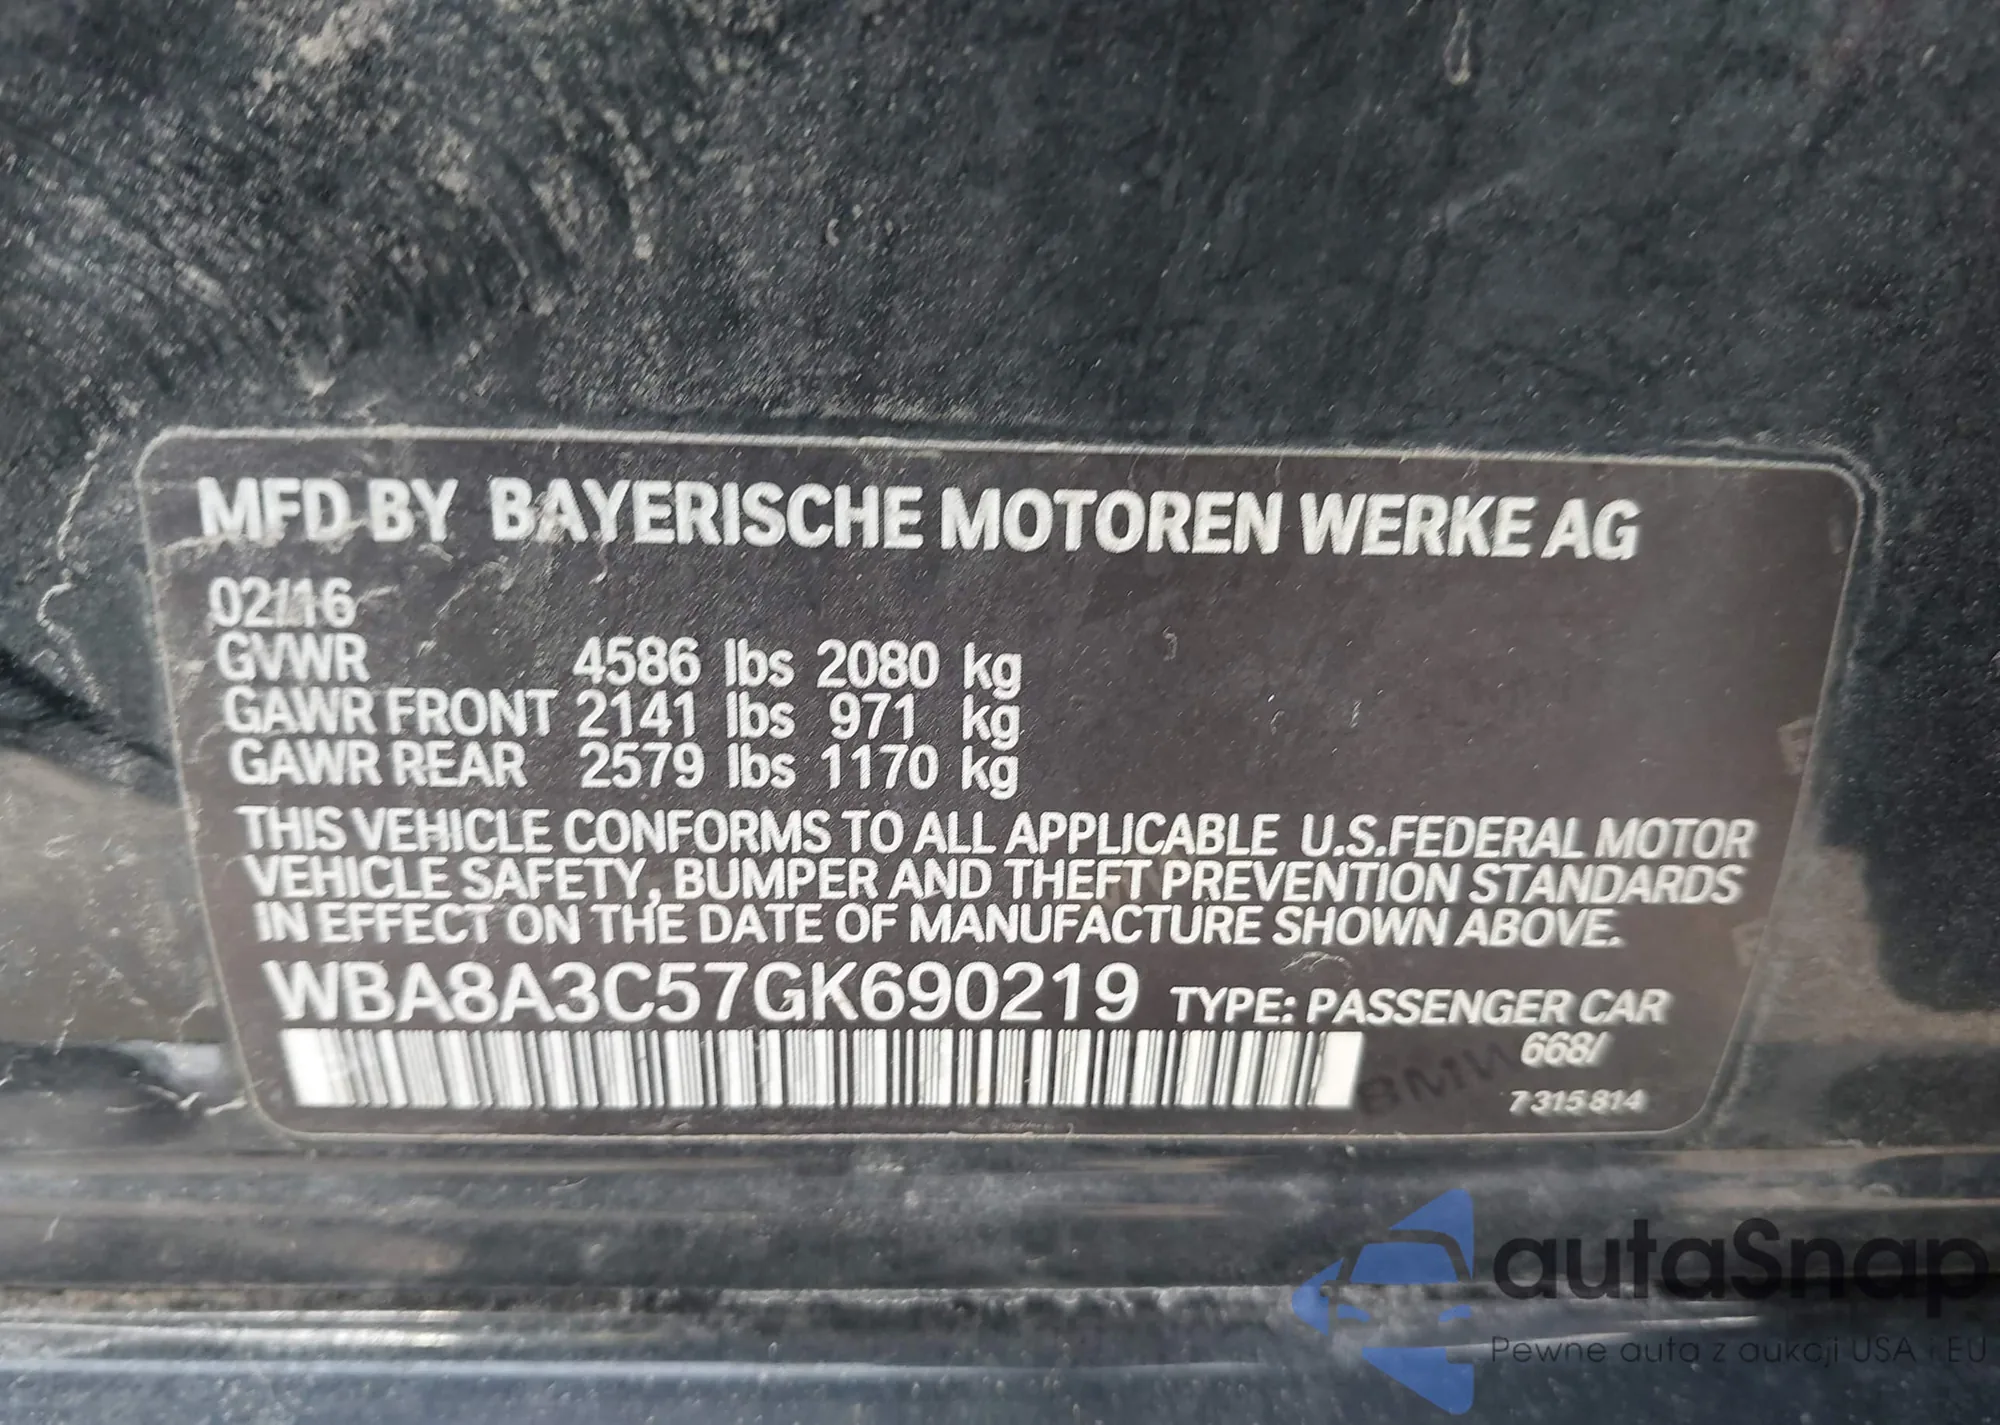 MFD BY BAYERISCHE MOTOREN WERKE AG
02/16
GVWR 4586 lbs 2080 kg
GAWR FRONT 2141 lbs 971 kg
GAWR REAR 2579 lbs 1170 kg
THIS VEHICLE CONFORMS TO ALL APPLICABLE U.S.FEDERAL MOTOR
VEHICLE SAFETY, BUMPER AND THEFT PREVENTION STANDARDS
IN EFFECT ON THE DATE OF MANUFACTURE SHOWN ABOVE.
WBA8A3C57GK690219 TYPE: PASSENGER CAR
668/
BMW
7 315 814
autaSnap
Pewne auta z aukcji USA i EU